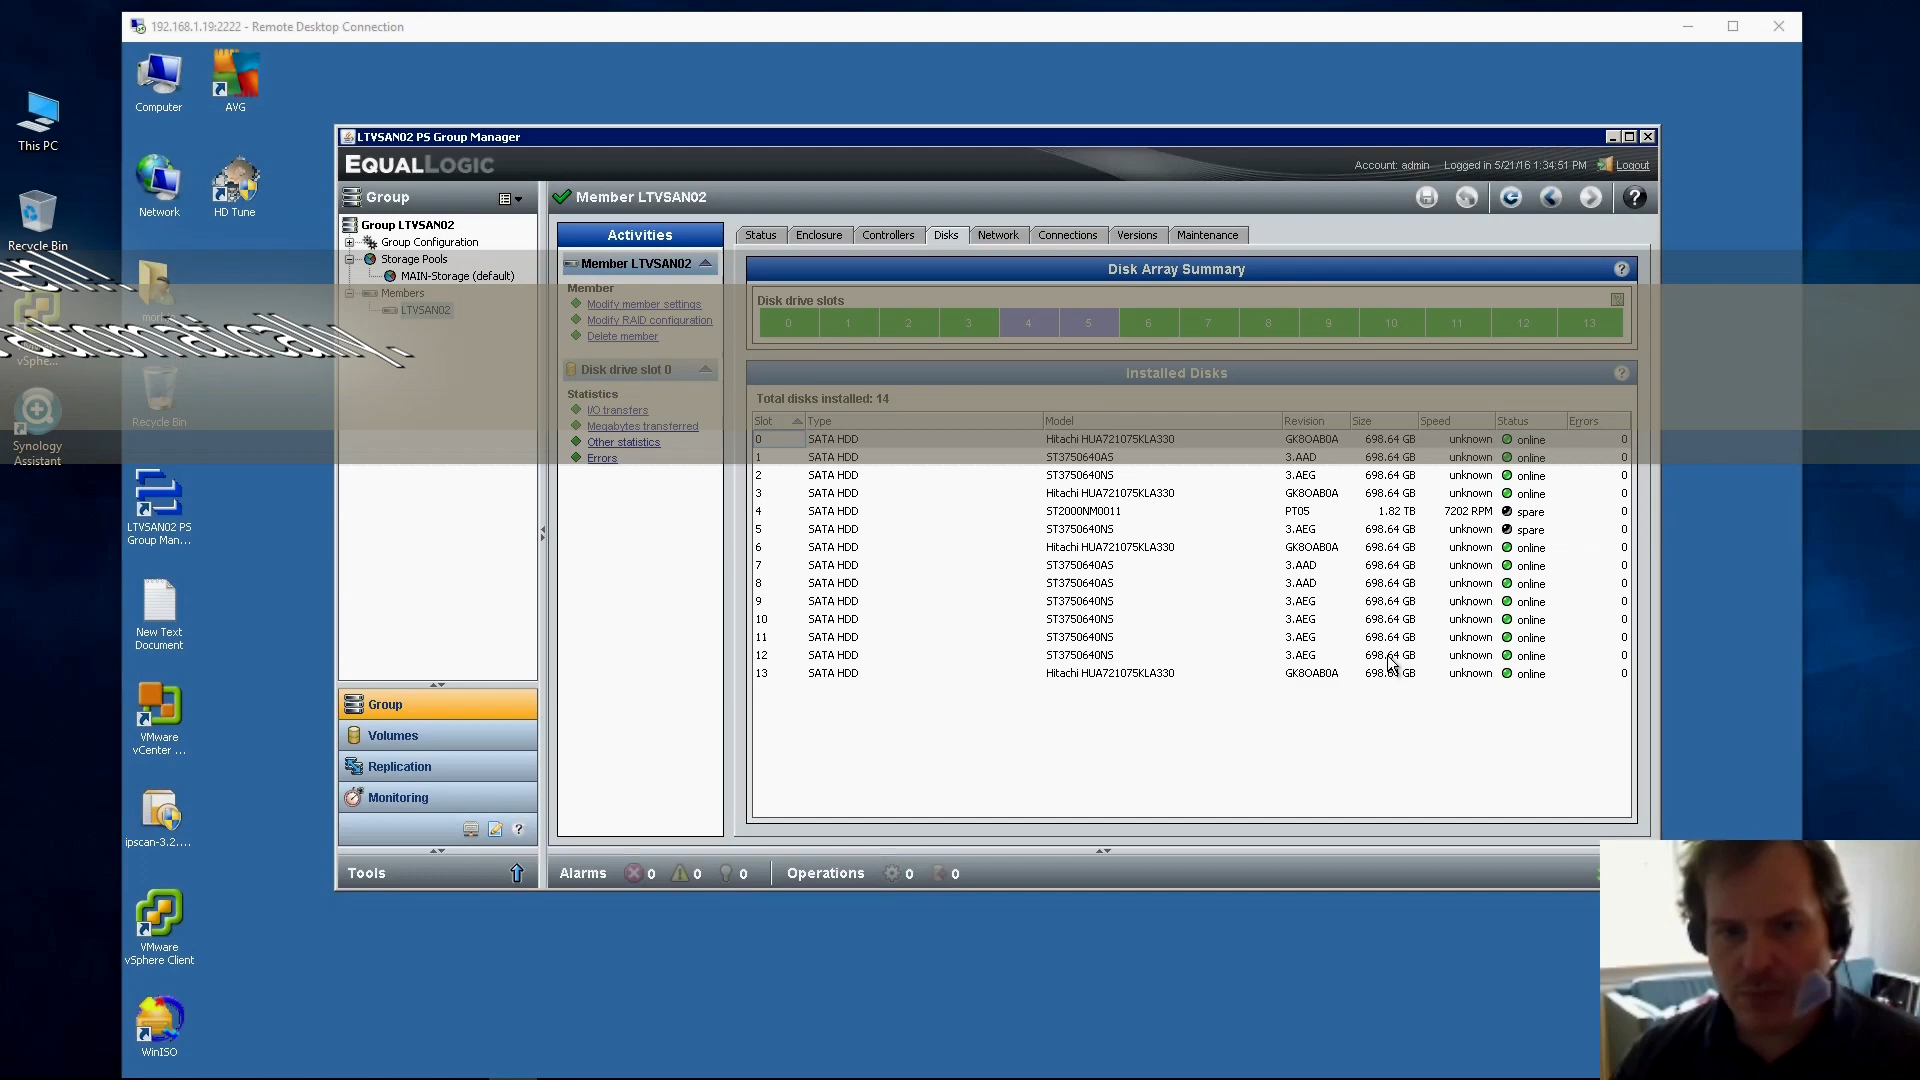 192.168.1.19:2222 - Remote Desktop Connection
This PC
Recycle Bin
Synology
Assistant
Computer
AVG
Network
HD Tune
Recycle Bin
LTVSAN02 PS
Group Man...
New Text
Document
VMware
vCenter ...
ipscan-3.2....
VMware
vSphere Client
WinISO
LTVSAN02 PS Group Manager
EQUALLOGIC
Account: admin Logged in 5/21/16 1:34:51 PM Logout
Group
Group LTVSAN02
Group Configuration
Storage Pools
MAIN-Storage (default)
Members
LTVSAN02
Group
Volumes
Replication
Monitoring
Tools
Member LTVSAN02
Activities
Member LTVSAN02
Member
Modify member settings
Modify RAID configuration
Delete member
Disk drive slot 0
Statistics
I/O transfers
Megabytes transferred
Other statistics
Errors
Status Enclosure Controllers Disks Network Connections Versions Maintenance
Disk Array Summary
Disk drive slots
0 1 2 3 4 5 6 7 8 9 10 11 12 13
Installed Disks
Total disks installed: 14
Slot Type Model Revision Size Speed Status Errors
0 SATA HDD Hitachi HUA721075KLA330 GK8OAB0A 698.64 GB unknown online 0
1 SATA HDD ST3750640AS 3.AAD 698.64 GB unknown online 0
2 SATA HDD ST3750640NS 3.AEG 698.64 GB unknown online 0
3 SATA HDD Hitachi HUA721075KLA330 GK8OAB0A 698.64 GB unknown online 0
4 SATA HDD ST2000NM0011 PT05 1.82 TB 7202 RPM spare 0
5 SATA HDD ST3750640NS 3.AEG 698.64 GB unknown spare 0
6 SATA HDD Hitachi HUA721075KLA330 GK8OAB0A 698.64 GB unknown online 0
7 SATA HDD ST3750640AS 3.AAD 698.64 GB unknown online 0
8 SATA HDD ST3750640AS 3.AAD 698.64 GB unknown online 0
9 SATA HDD ST3750640NS 3.AEG 698.64 GB unknown online 0
10 SATA HDD ST3750640NS 3.AEG 698.64 GB unknown online 0
11 SATA HDD ST3750640NS 3.AEG 698.64 GB unknown online 0
12 SATA HDD ST3750640NS 3.AEG 698.64 GB unknown online 0
13 SATA HDD Hitachi HUA721075KLA330 GK8OAB0A 698.64 GB unknown online 0
Alarms 0 0 0 Operations 0 0